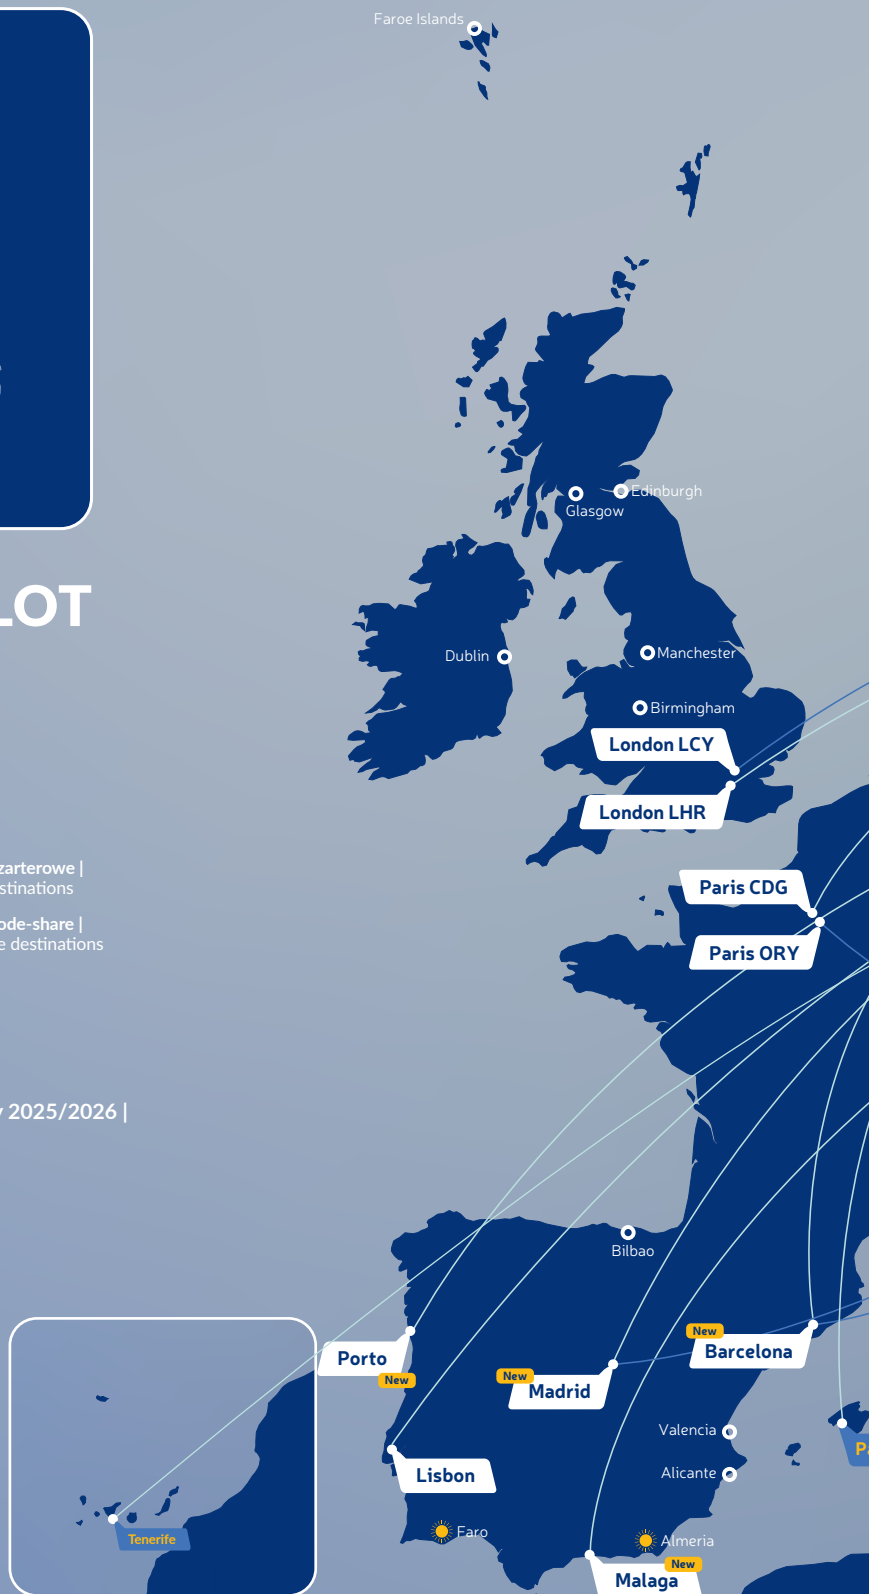 Faroe Islands
Edinburgh
Glasgow
LOT
Dublin
Manchester
Birmingham
London LCY
London LHR
zarterowe |
stinations
Paris CDG
ode-share |
e destinations
Paris ORY
2025/2026 |
Bilbao
New
Barcelona
Porto
New
New
Madrid
Valencia
Alicante
Lisbon
Faro
Almeria
Tenerife
New
Malaga